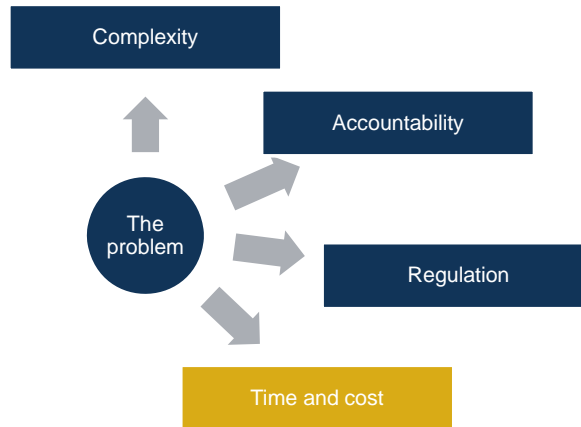 Complexity
Accountability
The
problem
Regulation
Time and cost